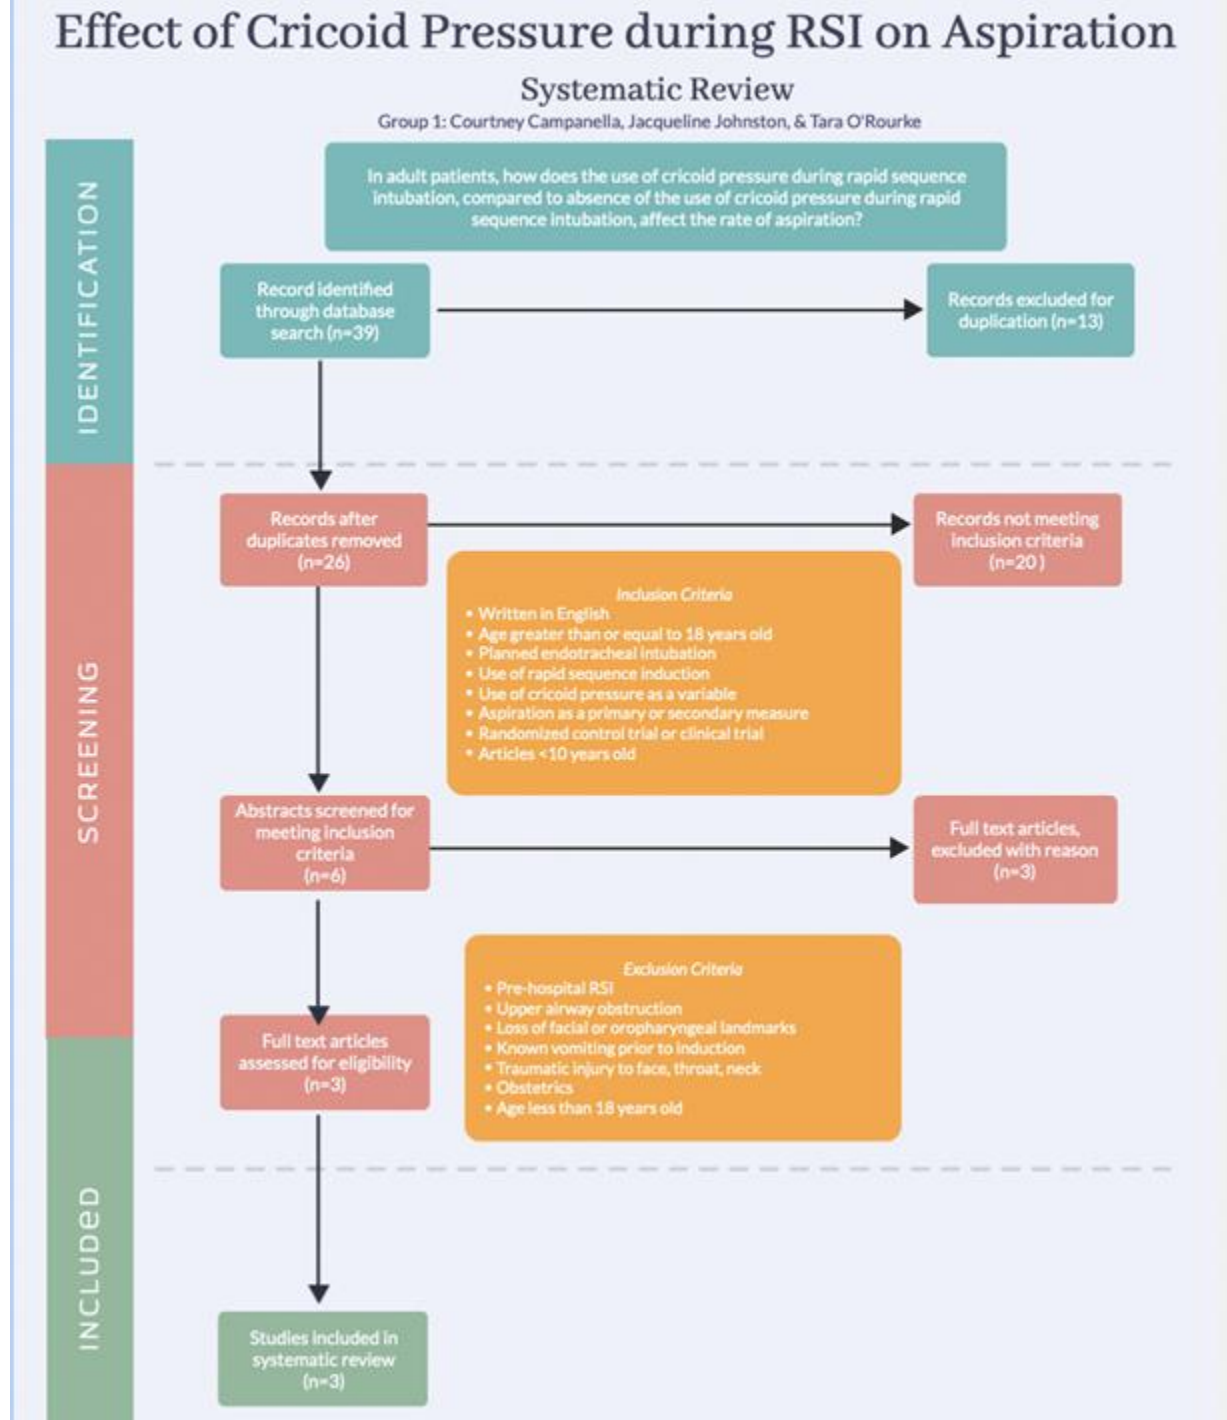 Effect of Cricoid Pressure during RSI on Aspiration
Systematic Review
Group 1: Courtney Campanella, Jacqueline Johnston, & Tara O'Rourke
IDENTIFICATION
In adult patients, how does the use of cricoid pressure during rapid sequence
intubation, compared to absence of the use of cricoid pressure during rapid
sequence intubation, affect the rate of aspiration?
Record identified
through database
search (n=39)
Records excluded for
duplication (n=13)
SCREENING
Records after
duplicates removed
(n=26)
Records not meeting
inclusion criteria
(n=20 )
Inclusion Criteria
• Written in English
• Age greater than or equal to 18 years old
• Planned endotracheal intubation
• Use of rapid sequence induction
• Use of cricoid pressure as a variable
• Aspiration as a primary or secondary measure
• Randomized control trial or clinical trial
• Articles <10 years old
Abstracts screened for
meeting inclusion
criteria
(n=6)
Full text articles,
excluded with reason
(n=3)
Exclusion Criteria
• Pre-hospital RSI
• Upper airway obstruction
• Loss of facial or oropharyngeal landmarks
• Known vomiting prior to induction
• Traumatic injury to face, throat, neck
• Obstetrics
• Age less than 18 years old
Full text articles
assessed for eligibility
(n=3)
INCLUDeD
Studies included in
systematic review
(n=3)